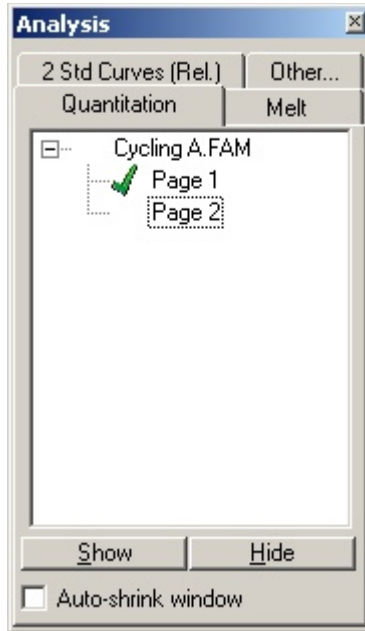 Analysis
2 Std Curves (Rel.) Other...
Quantitation Melt
Cycling A.FAM
Page 1
Page 2
Show Hide
Auto-shrink window